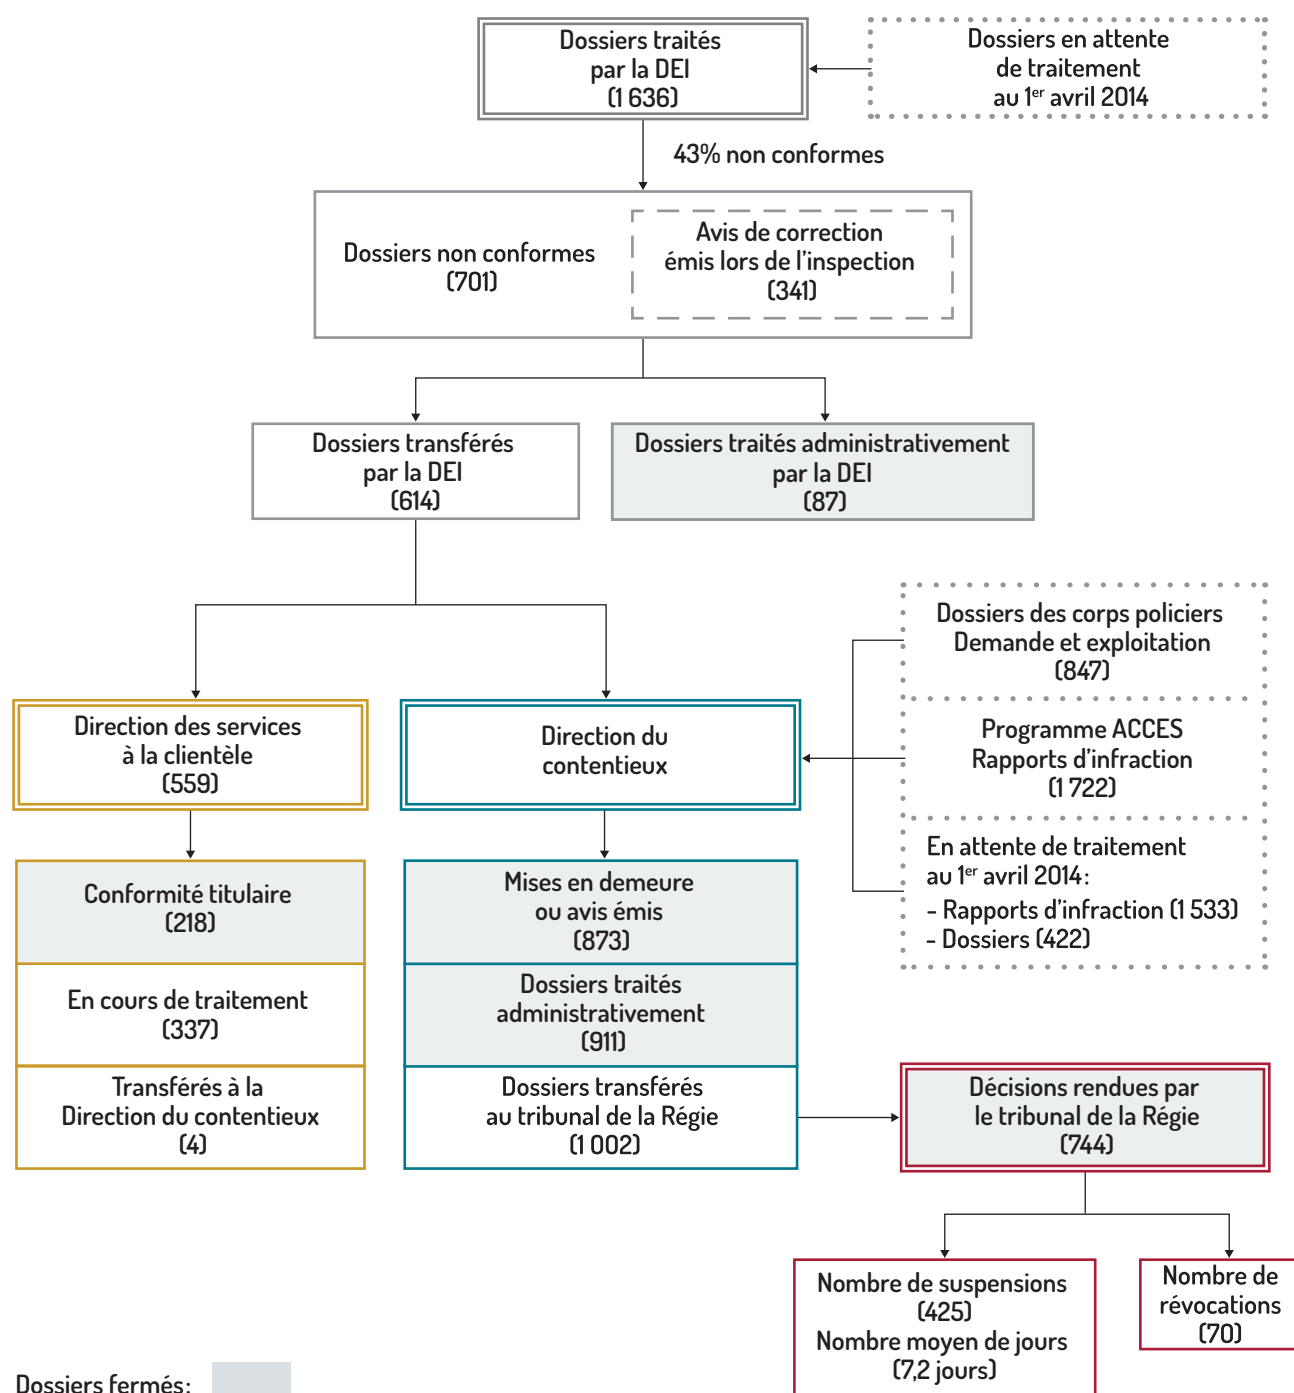 Dossiers traités
par la DEI
(1 636)
Dossiers en attente
de traitement
au 1er avril 2014
43% non conformes
Dossiers non conformes
(701)
Avis de correction
émis lors de l'inspection
(341)
Dossiers transférés
par la DEI
(614)
Dossiers traités administrativement
par la DEI
(87)
Dossiers des corps policiers
Demande et exploitation
(847)
Programme ACCES
Rapports d'infraction
(1 722)
En attente de traitement
au 1er avril 2014:
- Rapports d'infraction (1 533)
- Dossiers (422)
Direction des services
à la clientèle
(559)
Direction du
contentieux
Conformité titulaire
(218)
En cours de traitement
(337)
Transférés à la
Direction du contentieux
(4)
Mises en demeure
ou avis émis
(873)
Dossiers traités
administrativement
(911)
Dossiers transférés
au tribunal de la Régie
(1 002)
Décisions rendues par
le tribunal de la Régie
(744)
Nombre de suspensions
(425)
Nombre moyen de jours
(7,2 jours)
Nombre de
révocations
(70)
Dossiers fermés: